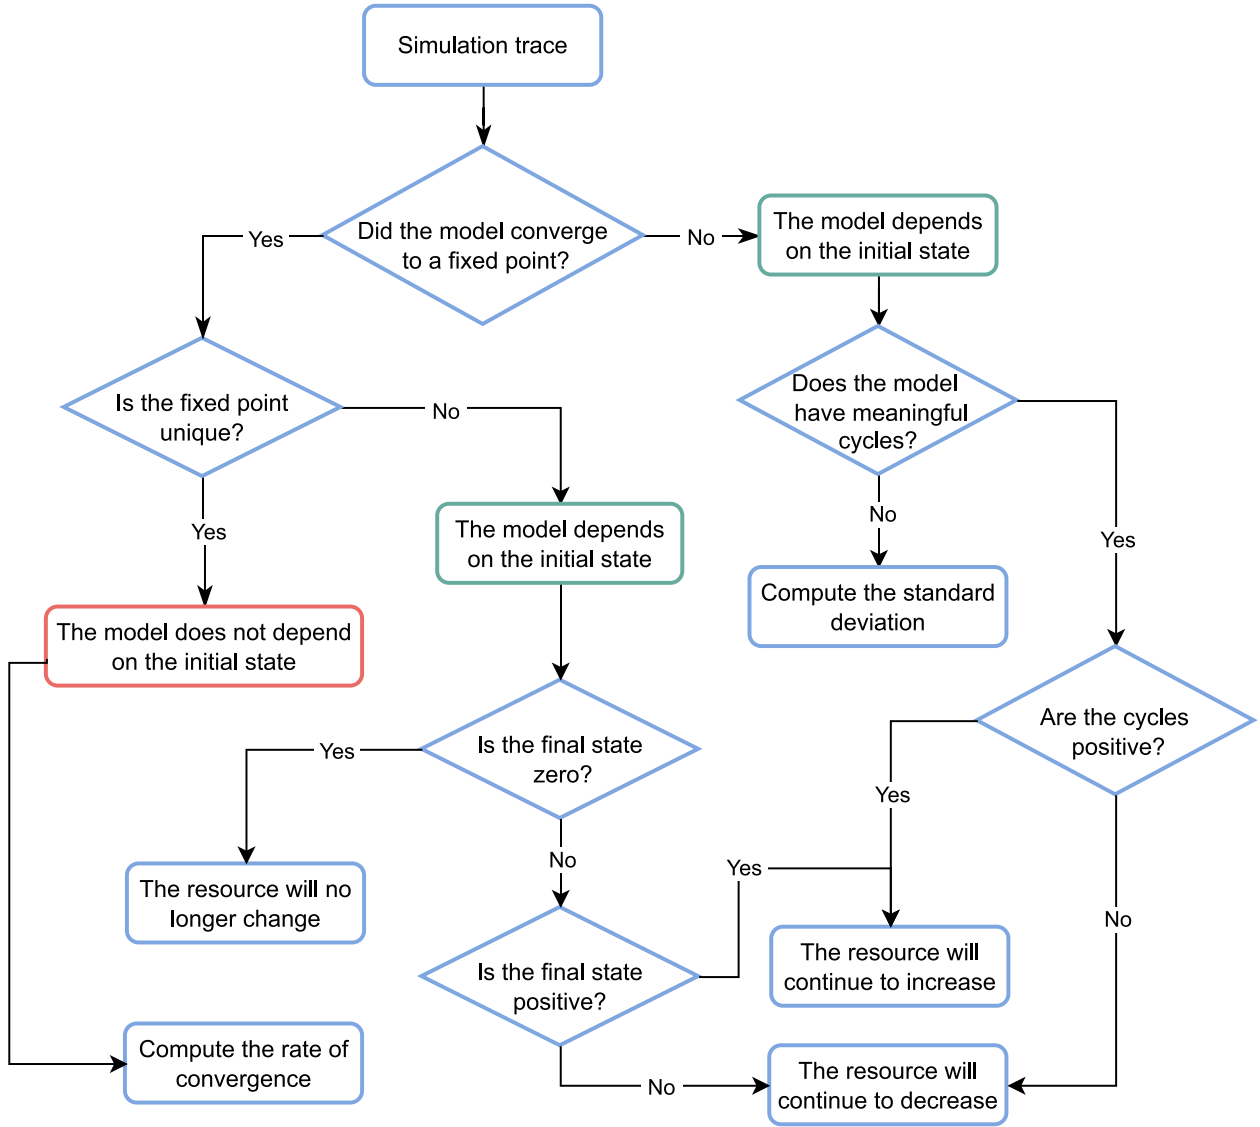 Simulation trace
Did the model converge
to a fixed point?
Yes
No
The model depends
on the initial state
Is the fixed point
unique?
No
Does the model
have meaningful
cycles?
Yes
The model depends
on the initial state
No
Yes
Compute the standard
deviation
The model does not depend
on the initial state
Is the final state
zero?
Yes
Are the cycles
positive?
Yes
No
Yes
The resource will no
longer change
No
Is the final state
positive?
The resource will
continue to increase
Compute the rate of
convergence
No
The resource will
continue to decrease